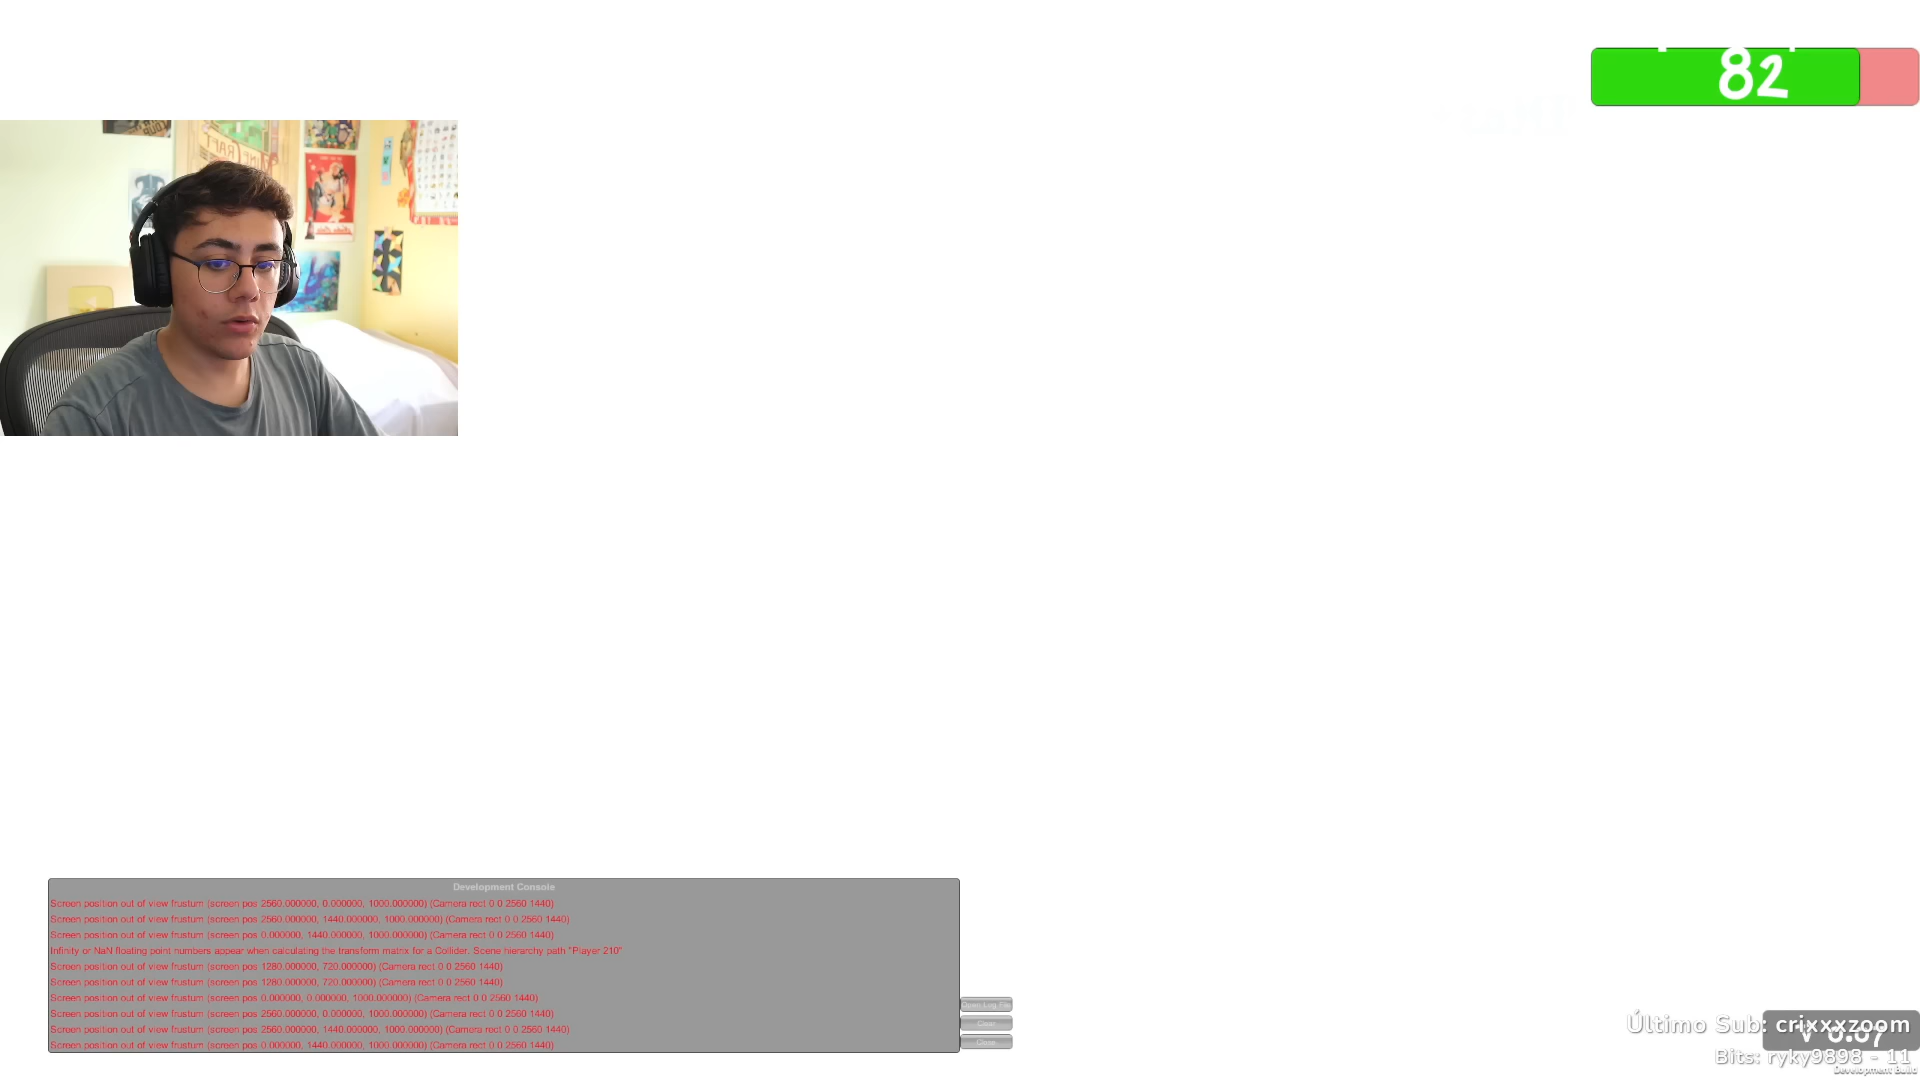 82
Development Console
Screen position out of view frustum (screen pos 2560.000000, 0.000000, 1000.000000) (Camera rect 0 0 2560 1440)
Screen position out of view frustum (screen pos 2560.000000, 1440.000000, 1000.000000) (Camera rect 0 0 2560 1440)
Screen position out of view frustum (screen pos 0.000000, 1440.000000, 1000.000000) (Camera rect 0 0 2560 1440)
Infinity or NaN floating point numbers appear when calculating the transform matrix for a Collider. Scene hierarchy path "Player 210"
Screen position out of view frustum (screen pos 1280.000000, 720.000000) (Camera rect 0 0 2560 1440)
Screen position out of view frustum (screen pos 1280.000000, 720.000000) (Camera rect 0 0 2560 1440)
Screen position out of view frustum (screen pos 0.000000, 0.000000, 1000.000000) (Camera rect 0 0 2560 1440)
Screen position out of view frustum (screen pos 2560.000000, 0.000000, 1000.000000) (Camera rect 0 0 2560 1440)
Screen position out of view frustum (screen pos 2560.000000, 1440.000000, 1000.000000) (Camera rect 0 0 2560 1440)
Screen position out of view frustum (screen pos 0.000000, 1440.000000, 1000.000000) (Camera rect 0 0 2560 1440)
Open Log File
Clear
Close
Último Sub: crixxxzoom
Bits: ryky9898 - 11
Development Build